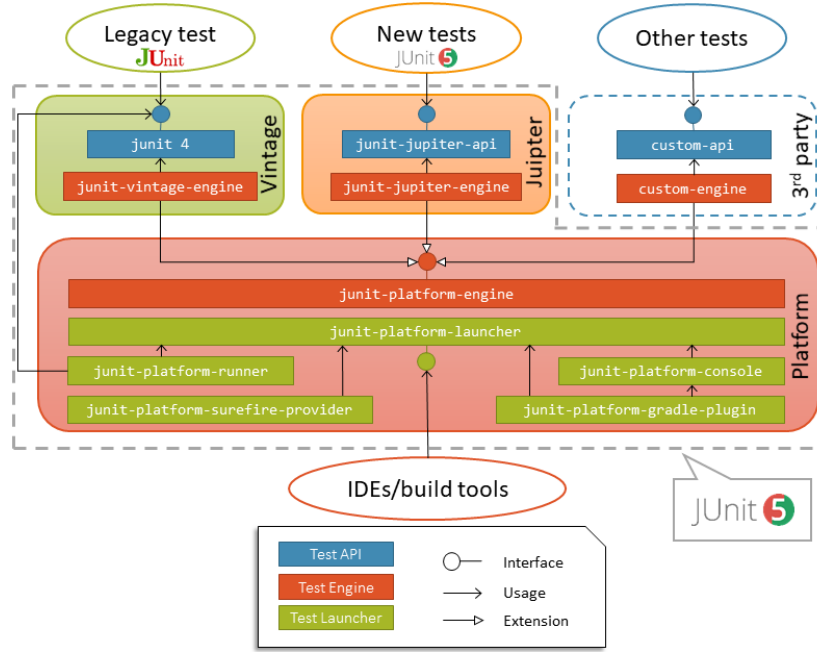 Legacy test
JUnit
New tests
JUnit 5
Other tests
junit 4
junit-vintage-engine
Vintage
junit-jupiter-api
junit-jupiter-engine
Juipter
custom-api
custom-engine
3rd party
junit-platform-engine
junit-platform-launcher
junit-platform-runner
junit-platform-console
junit-platform-surefire-provider
junit-platform-gradle-plugin
Platform
IDEs/build tools
JUnit 5
Test API
Interface
Test Engine
Usage
Test Launcher
Extension